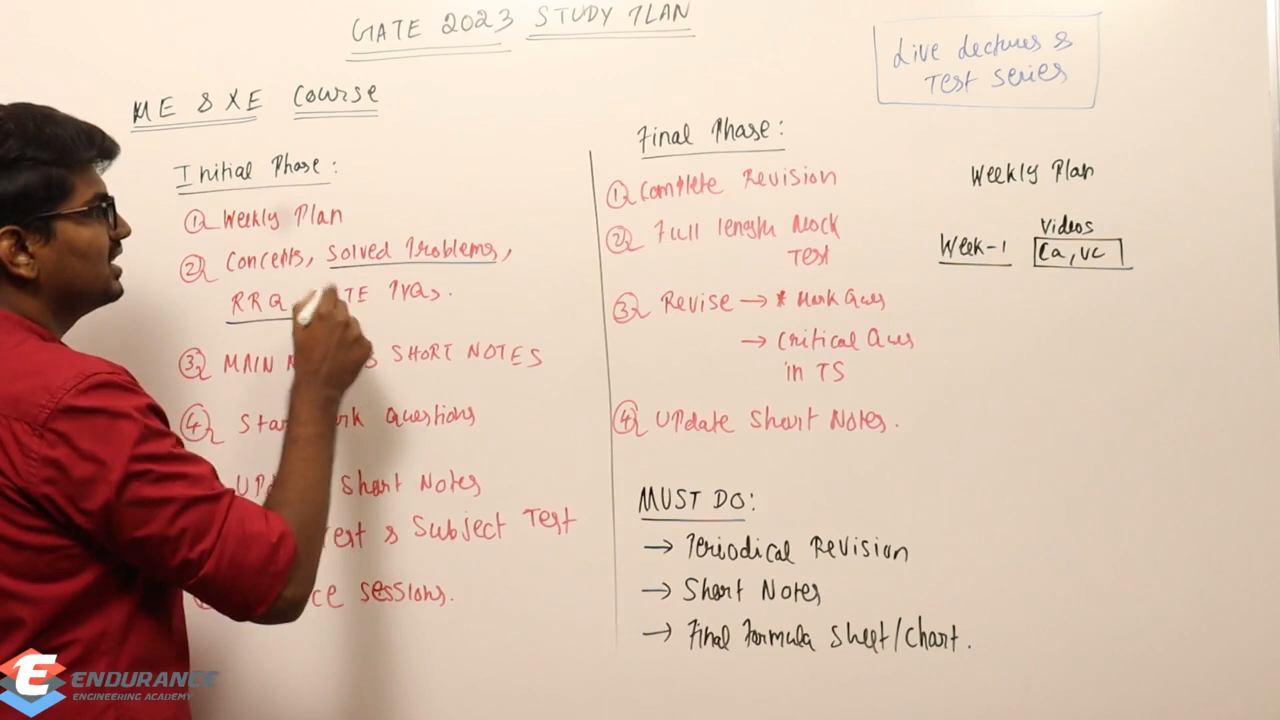 GATE 2023 STUDY PLAN
Live Lectures &
Test Series
ME & XE Course
Initial Phase:
① Weekly Plan
② Concepts, Solved Problems,
RRQ TE PYQs.
③ MAIN & SHORT NOTES
④ Questions
Short Notes
Test & Subject Test
sessions.
Final Phase:
① Complete Revision
② Full length Mock
Test
③ Revise → * Mark Ques
→ Critical Ques
in TS
④ Update Short Notes.
MUST DO:
→ Periodical Revision
→ Short Notes
→ Final Formula Sheet/Chart.
Weekly Plan
Videos
Week-1 Ca, VC
E ENDURANCE
ENGINEERING ACADEMY